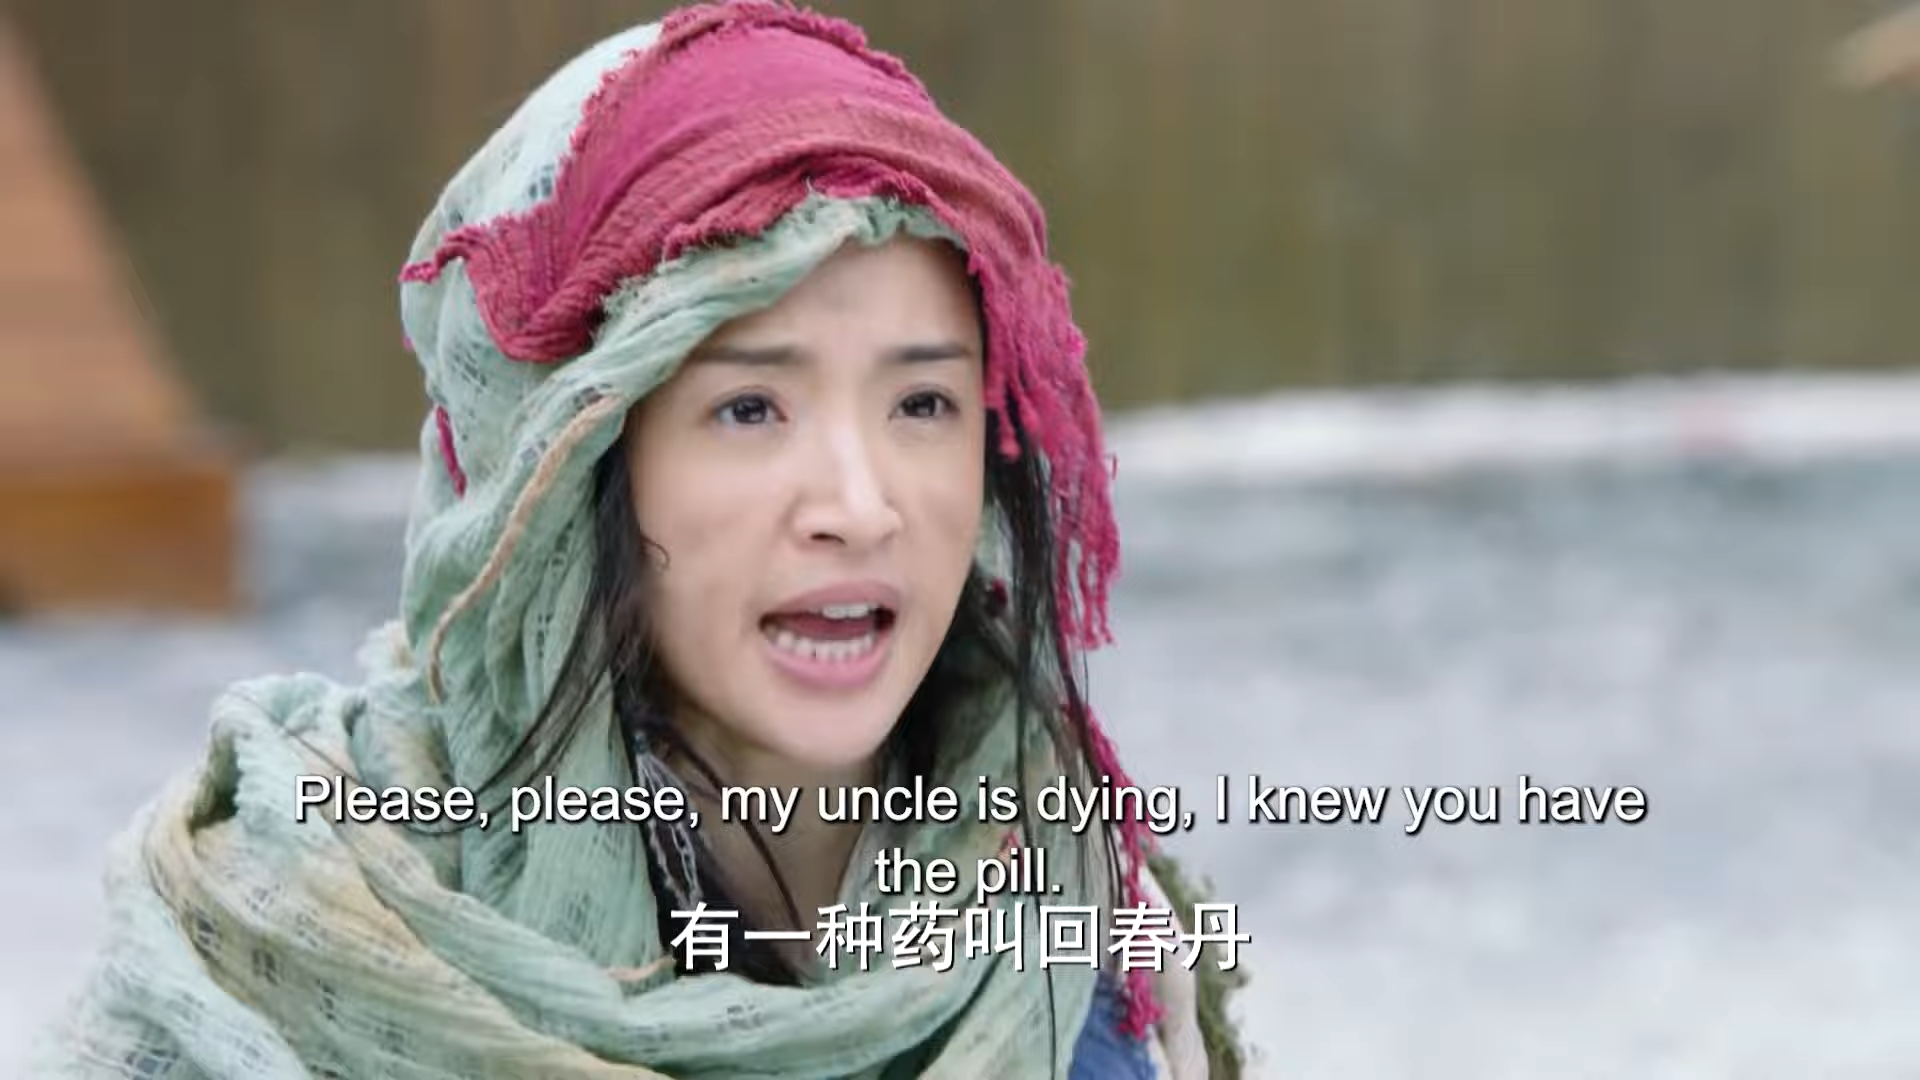 Please, please, my uncle is dying, I knew you have
the pill.
有一种药叫回春丹